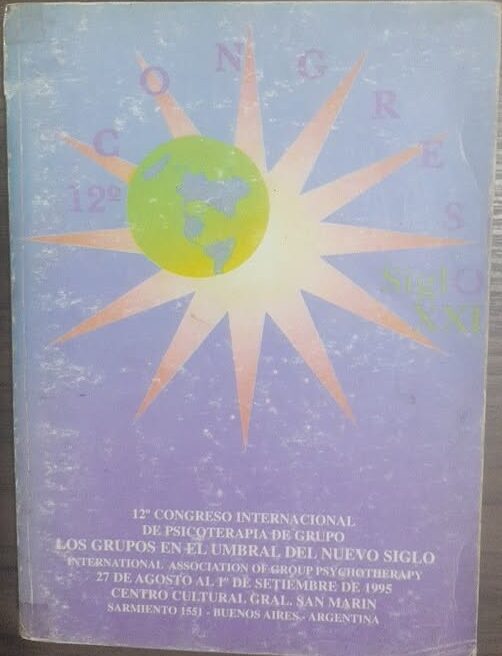 12º CONGRESO
Siglo
XXI
12º CONGRESO INTERNACIONAL
DE PSICOTERAPIA DE GRUPO
LOS GRUPOS EN EL UMBRAL DEL NUEVO SIGLO
INTERNATIONAL ASSOCIATION OF GROUP PSYCHOTHERAPY
27 DE AGOSTO AL 1º DE SETIEMBRE DE 1995
CENTRO CULTURAL GRAL. SAN MARIN
SARMIENTO 1551 - BUENOS AIRES - ARGENTINA